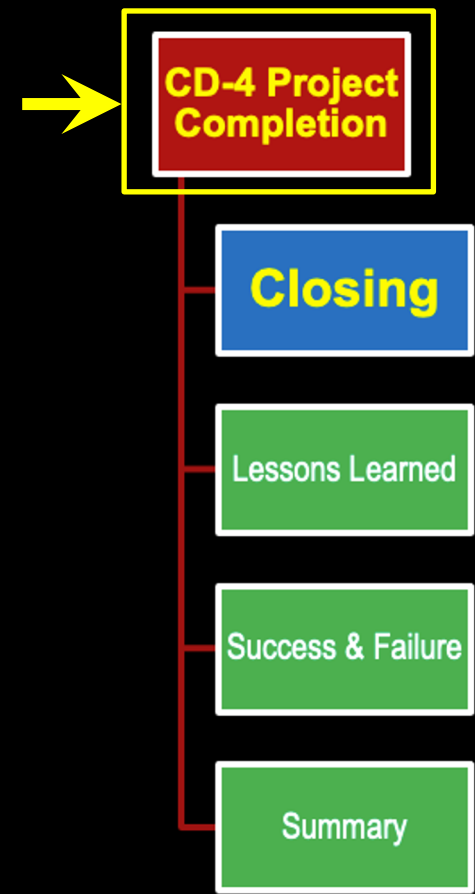 CD-4 Project
Completion
Closing
Lessons Learned
Success & Failure
Summary